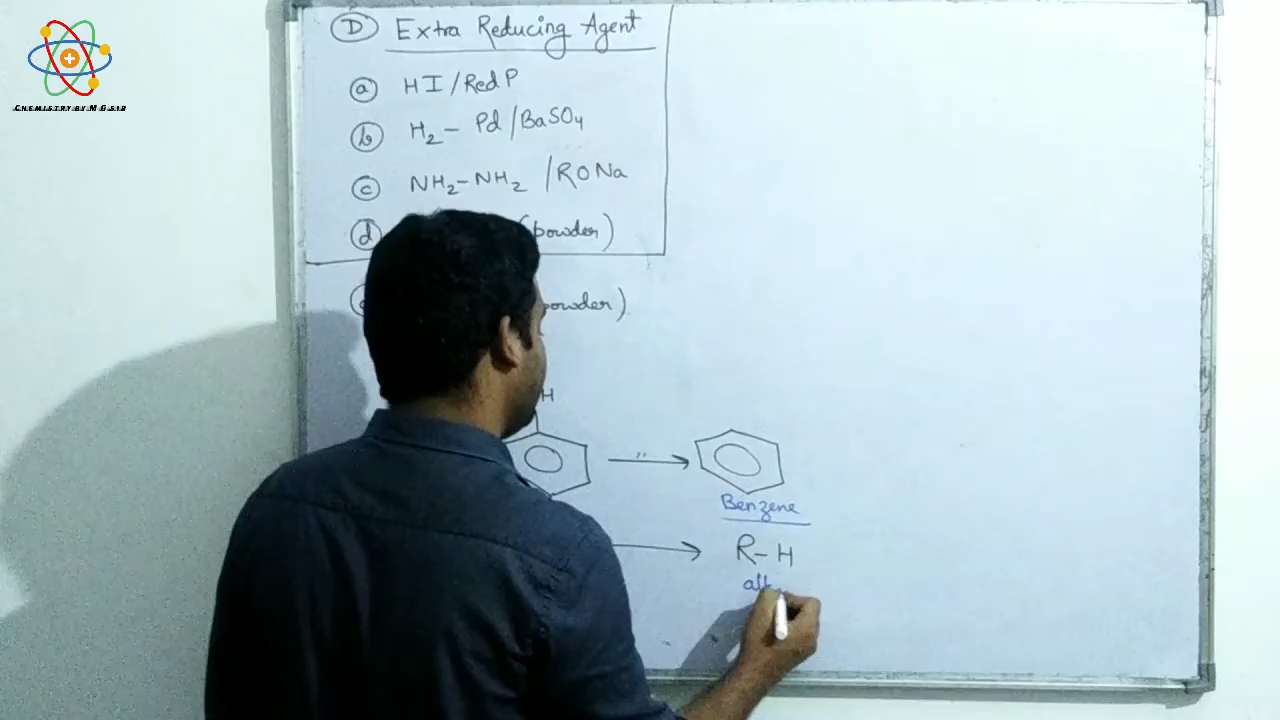 CHEMISTRY BY M G SIR
D Extra Reducing Agent
a HI/Red P
b H₂ - Pd/BaSO₄
c NH₂-NH₂ /RONa
d (powder)
powder)
H
"
Benzene
R-H
alk